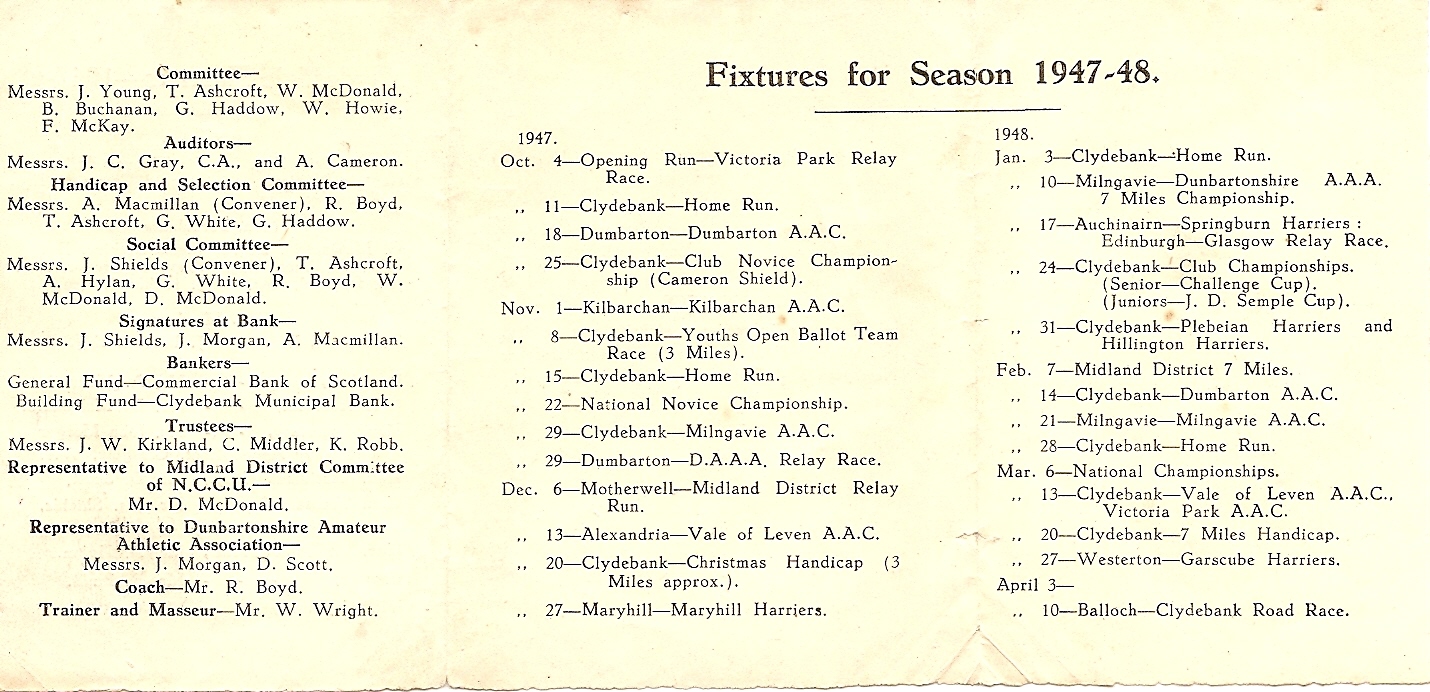 Committee—
Messrs. J. Young, T. Ashcroft, W. McDonald,
B. Buchanan, G. Haddow, W. Howie,
F. McKay.
Auditors—
Messrs. J. C. Gray, C.A., and A. Cameron.
Handicap and Selection Committee—
Messrs. A. Macmillan (Convener), R. Boyd,
T. Ashcroft, G. White, G. Haddow.
Social Committee—
Messrs. J. Shields (Convener), T. Ashcroft,
A. Hylan, G. White, R. Boyd, W.
McDonald, D. McDonald.
Signatures at Bank—
Messrs. J. Shields, J. Morgan, A. Macmillan.
Bankers—
General Fund—Commercial Bank of Scotland.
Building Fund—Clydebank Municipal Bank.
Trustees—
Messrs. J. W. Kirkland, C. Middler, K. Robb.
Representative to Midland District Committee
of N.C.C.U.—
Mr. D. McDonald.
Representative to Dunbartonshire Amateur
Athletic Association—
Messrs. J. Morgan, D. Scott.
Coach—Mr. R. Boyd.
Trainer and Masseur—Mr. W. Wright.
Fixtures for Season 1947-48.
1947.
Oct. 4—Opening Run—Victoria Park Relay
Race.
,, 11—Clydebank—Home Run.
,, 18—Dumbarton—Dumbarton A.A.C.
,, 25—Clydebank—Club Novice Champion-
ship (Cameron Shield).
Nov. 1—Kilbarchan—Kilbarchan A.A.C.
,, 8—Clydebank—Youths Open Ballot Team
Race (3 Miles).
,, 15—Clydebank—Home Run.
,, 22—National Novice Championship.
,, 29—Clydebank—Milngavie A.A.C.
,, 29—Dumbarton—D.A.A.A. Relay Race.
Dec. 6—Motherwell—Midland District Relay
Run.
,, 13—Alexandria—Vale of Leven A.A.C.
,, 20—Clydebank—Christmas Handicap (3
Miles approx.).
,, 27—Maryhill—Maryhill Harriers.
1948.
Jan. 3—Clydebank—Home Run.
,, 10—Milngavie—Dunbartonshire A.A.A.
7 Miles Championship.
,, 17—Auchinairn—Springburn Harriers :
Edinburgh—Glasgow Relay Race.
,, 24—Clydebank—Club Championships.
(Senior—Challenge Cup).
(Juniors—J. D. Semple Cup).
,, 31—Clydebank—Plebeian Harriers and
Hillington Harriers.
Feb. 7—Midland District 7 Miles.
,, 14—Clydebank—Dumbarton A.A.C.
,, 21—Milngavie—Milngavie A.A.C.
,, 28—Clydebank—Home Run.
Mar. 6—National Championships.
,, 13—Clydebank—Vale of Leven A.A.C.,
Victoria Park A.A.C.
,, 20—Clydebank—7 Miles Handicap.
,, 27—Westerton—Garscube Harriers.
April 3—
,, 10—Balloch—Clydebank Road Race.